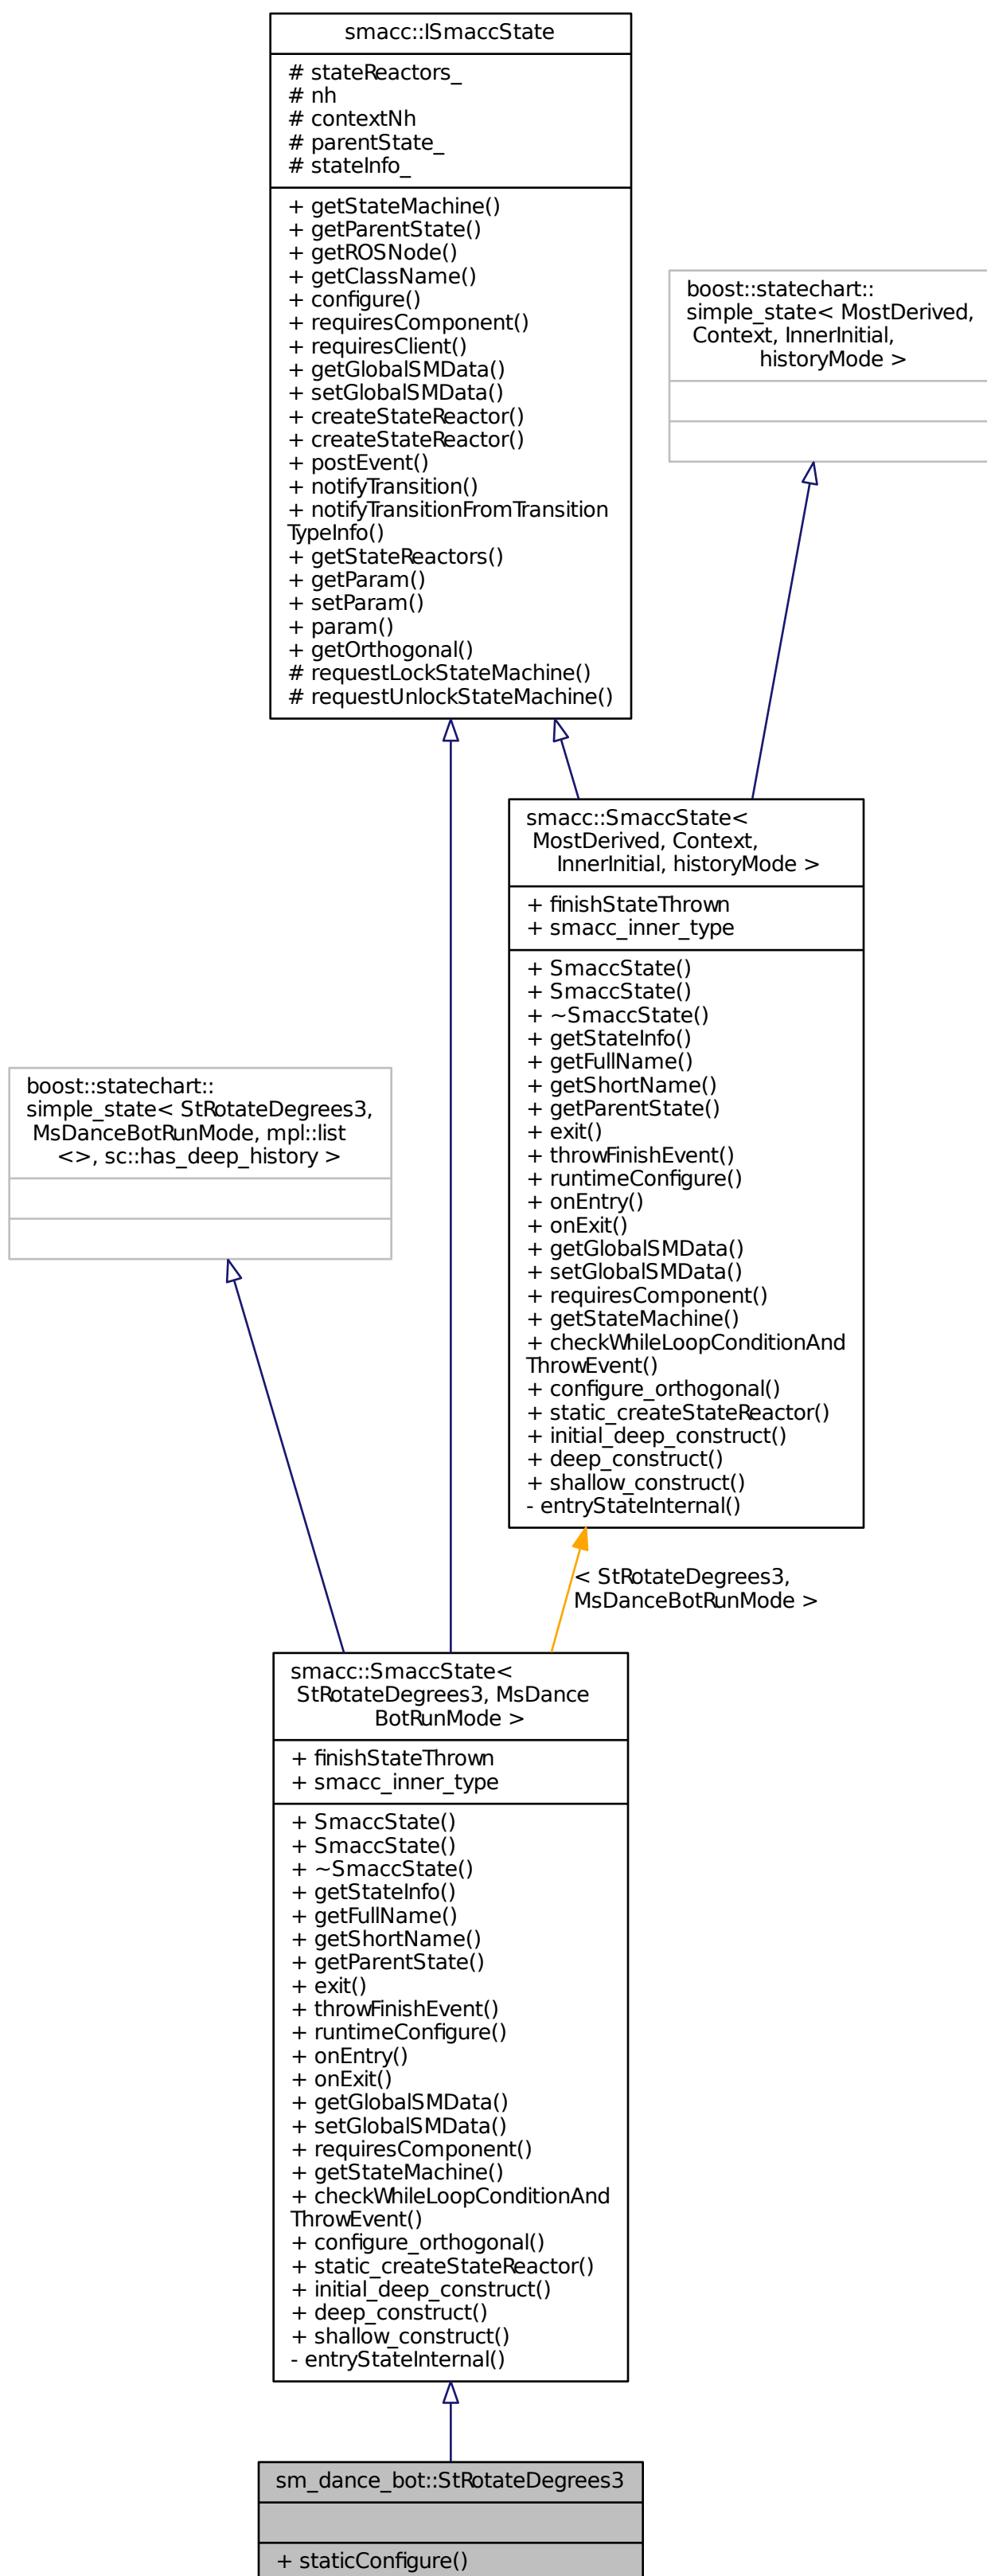 smacc::ISmaccState
# stateReactors_
# nh
# contextNh
# parentState_
# stateInfo_
+ getStateMachine()
+ getParentState()
+ getROSNode()
+ getClassName()
+ configure()
+ requiresComponent()
+ requiresClient()
+ getGlobalSMData()
+ setGlobalSMData()
+ createStateReactor()
+ createStateReactor()
+ postEvent()
+ notifyTransition()
+ notifyTransitionFromTransition
TypeInfo()
+ getStateReactors()
+ getParam()
+ setParam()
+ param()
+ getOrthogonal()
# requestLockStateMachine()
# requestUnlockStateMachine()
boost::statechart::
simple_state< MostDerived,
Context, InnerInitial,
historyMode >
smacc::SmaccState<
MostDerived, Context,
InnerInitial, historyMode >
+ finishStateThrown
+ smacc_inner_type
+ SmaccState()
+ SmaccState()
+ ~SmaccState()
+ getStateInfo()
+ getFullName()
+ getShortName()
+ getParentState()
+ exit()
+ throwFinishEvent()
+ runtimeConfigure()
+ onEntry()
+ onExit()
+ getGlobalSMData()
+ setGlobalSMData()
+ requiresComponent()
+ getStateMachine()
+ checkWhileLoopConditionAnd
ThrowEvent()
+ configure_orthogonal()
+ static_createStateReactor()
+ initial_deep_construct()
+ deep_construct()
+ shallow_construct()
- entryStateInternal()
boost::statechart::
simple_state< StRotateDegrees3,
MsDanceBotRunMode, mpl::list
<>, sc::has_deep_history >
< StRotateDegrees3,
MsDanceBotRunMode >
smacc::SmaccState<
StRotateDegrees3, MsDance
BotRunMode >
+ finishStateThrown
+ smacc_inner_type
+ SmaccState()
+ SmaccState()
+ ~SmaccState()
+ getStateInfo()
+ getFullName()
+ getShortName()
+ getParentState()
+ exit()
+ throwFinishEvent()
+ runtimeConfigure()
+ onEntry()
+ onExit()
+ getGlobalSMData()
+ setGlobalSMData()
+ requiresComponent()
+ getStateMachine()
+ checkWhileLoopConditionAnd
ThrowEvent()
+ configure_orthogonal()
+ static_createStateReactor()
+ initial_deep_construct()
+ deep_construct()
+ shallow_construct()
- entryStateInternal()
sm_dance_bot::StRotateDegrees3
+ staticConfigure()